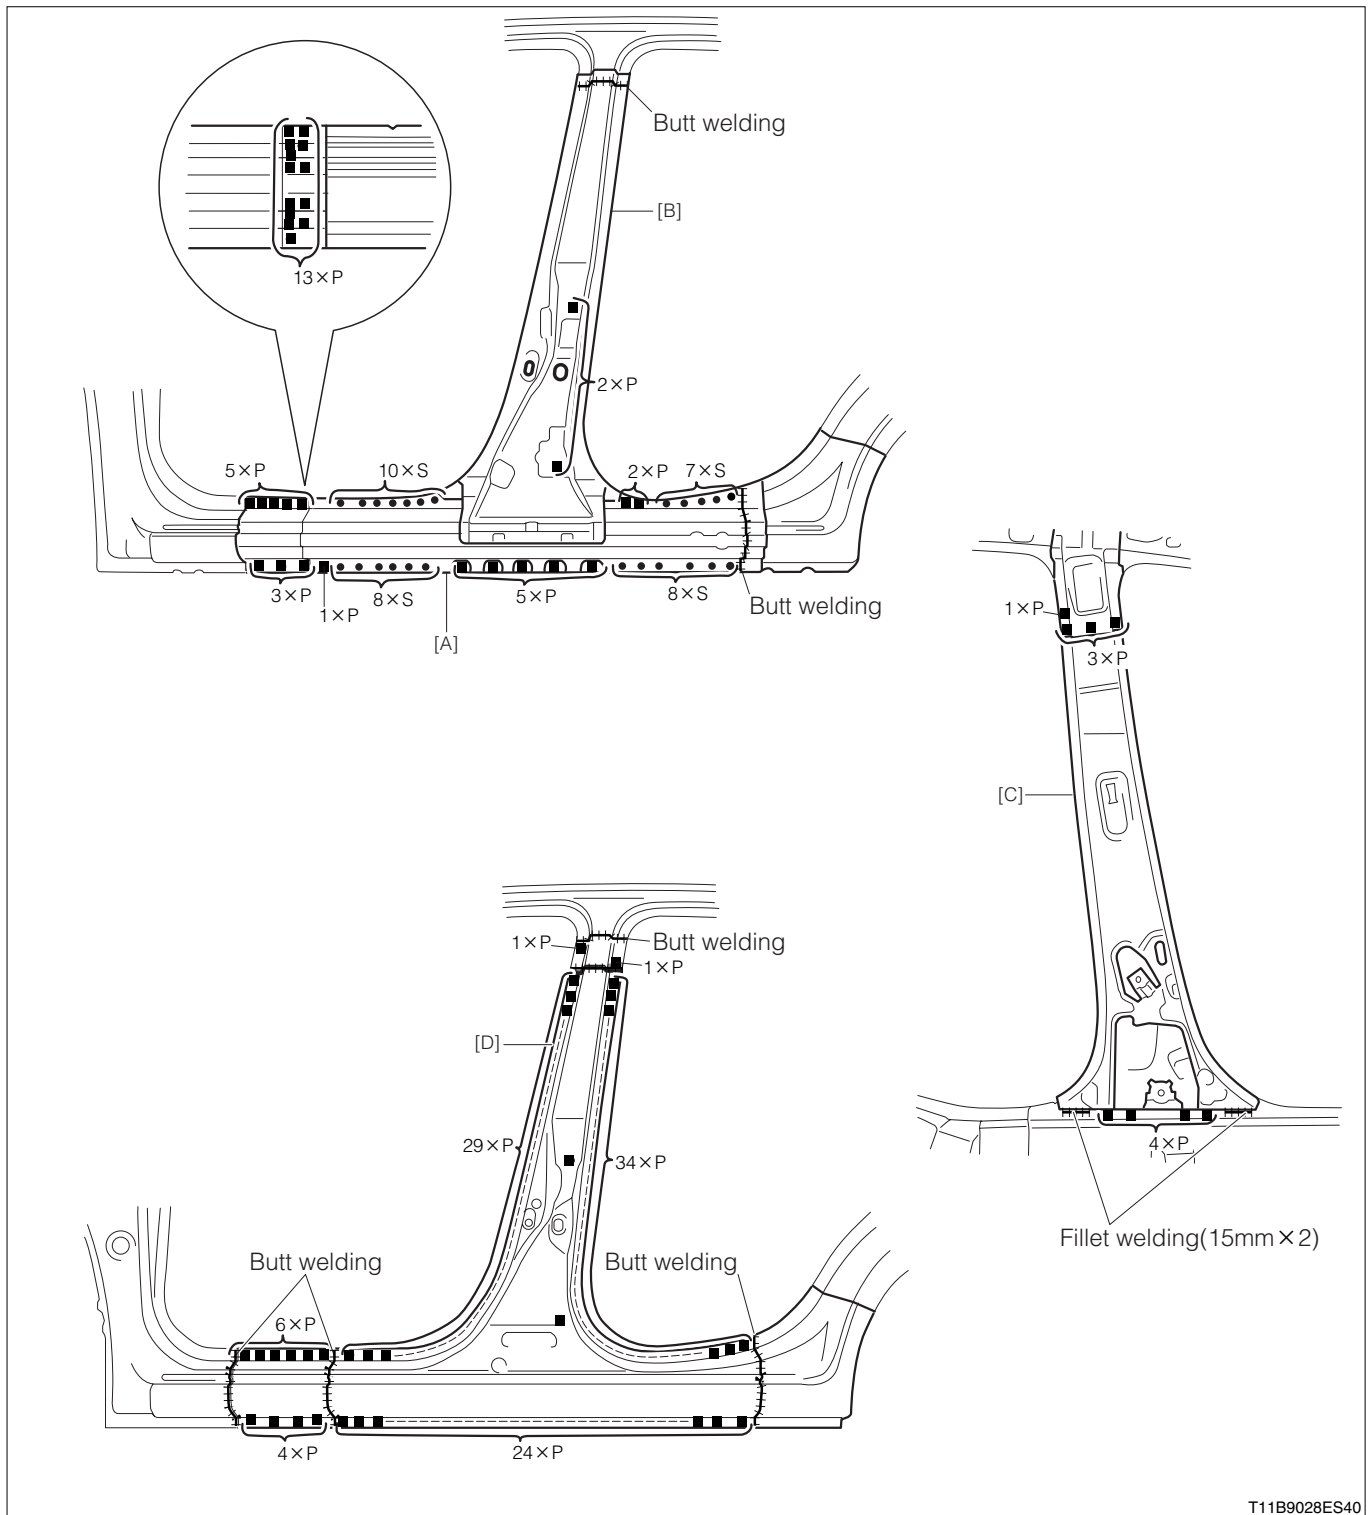 Butt welding
[B]
13×P
2×P
5×P
10×S
2×P
7×S
3×P
1×P
8×S
[A]
5×P
8×S
Butt welding
1×P
3×P
[C]
4×P
Fillet welding(15mm×2)
1×P
Butt welding
1×P
[D]
29×P
34×P
Butt welding
Butt welding
6×P
4×P
24×P
T11B9028ES40